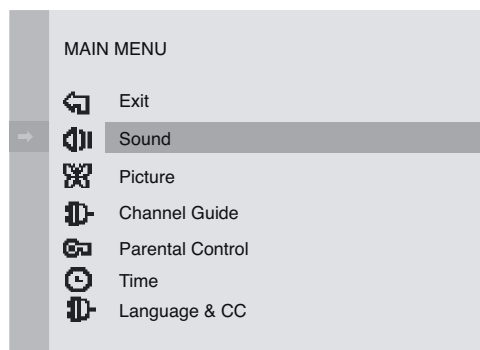 MAIN MENU
Exit
Sound
Picture
Channel Guide
Parental Control
Time
Language & CC